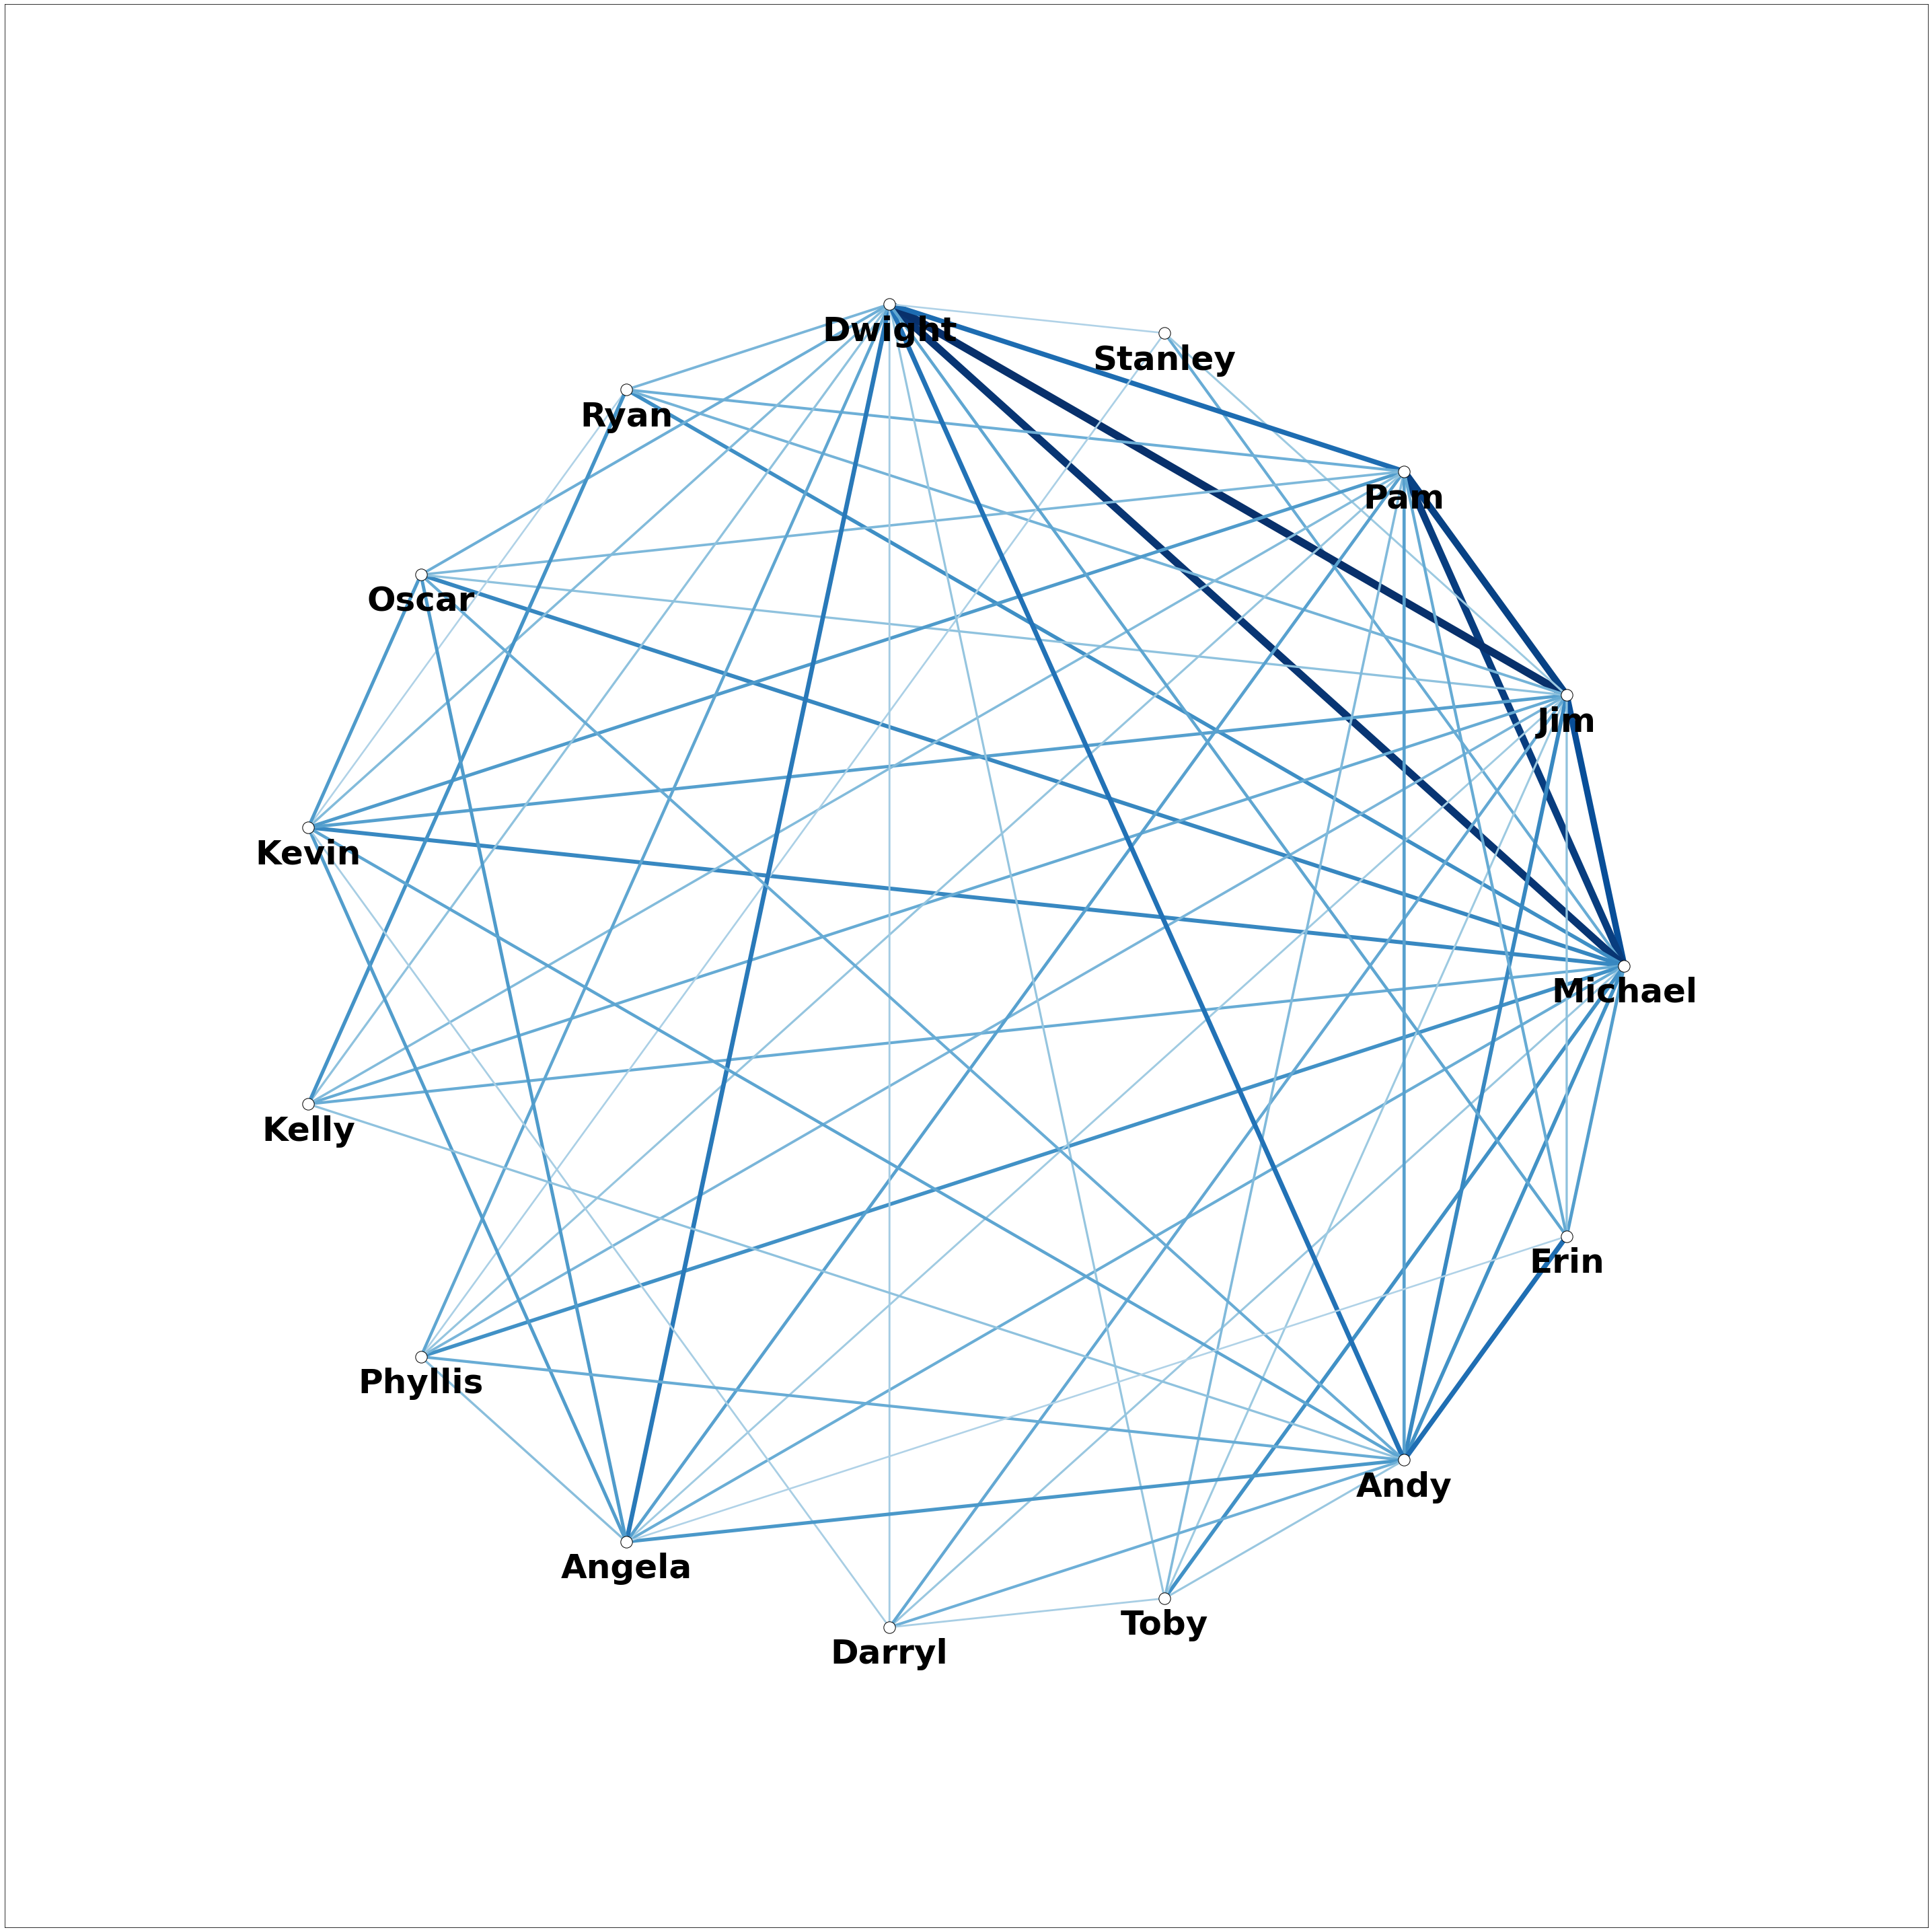 Dwight
Stanley
Ryan
Pam
Oscar
Jim
Kevin
Michael
Kelly
Erin
Phyllis
Andy
Angela
Toby
Darryl